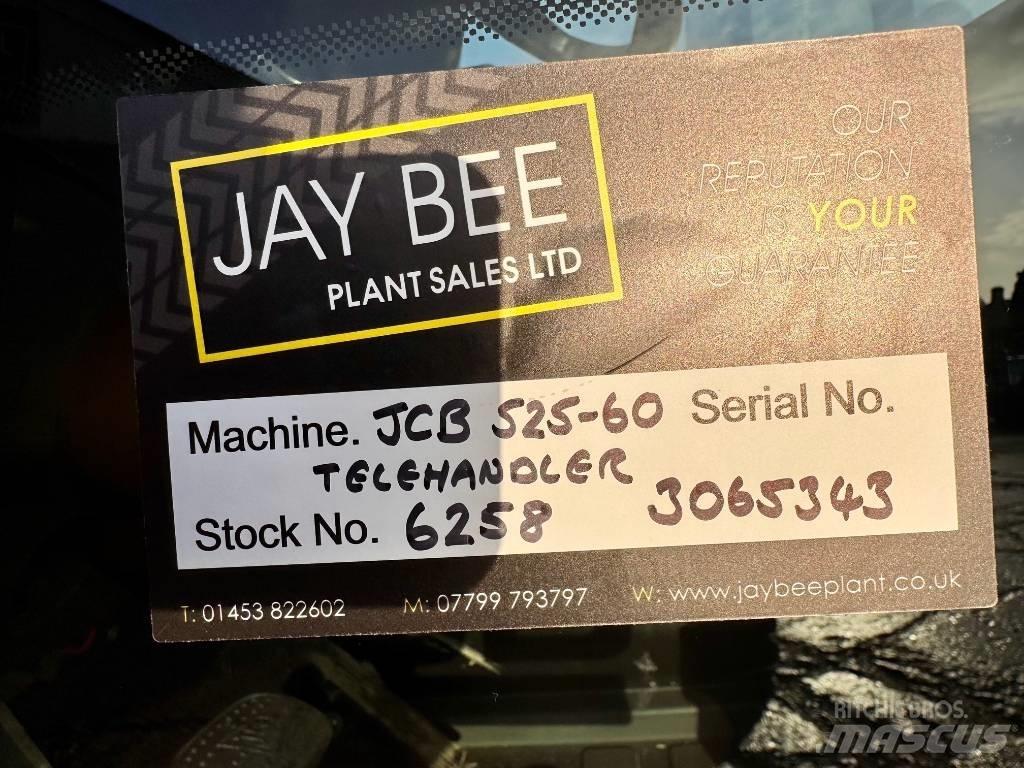 JAY BEE
PLANT SALES LTD
OUR
REPUTATION
IS YOUR
GUARANTEE
Machine. JCB 525-60
TELEHANDLER
Serial No.
3065343
Stock No. 6258
T: 01453 822602 M: 07799 793797 W: www.jaybeeplant.co.uk
RITCHIE BROS.
MASCUS